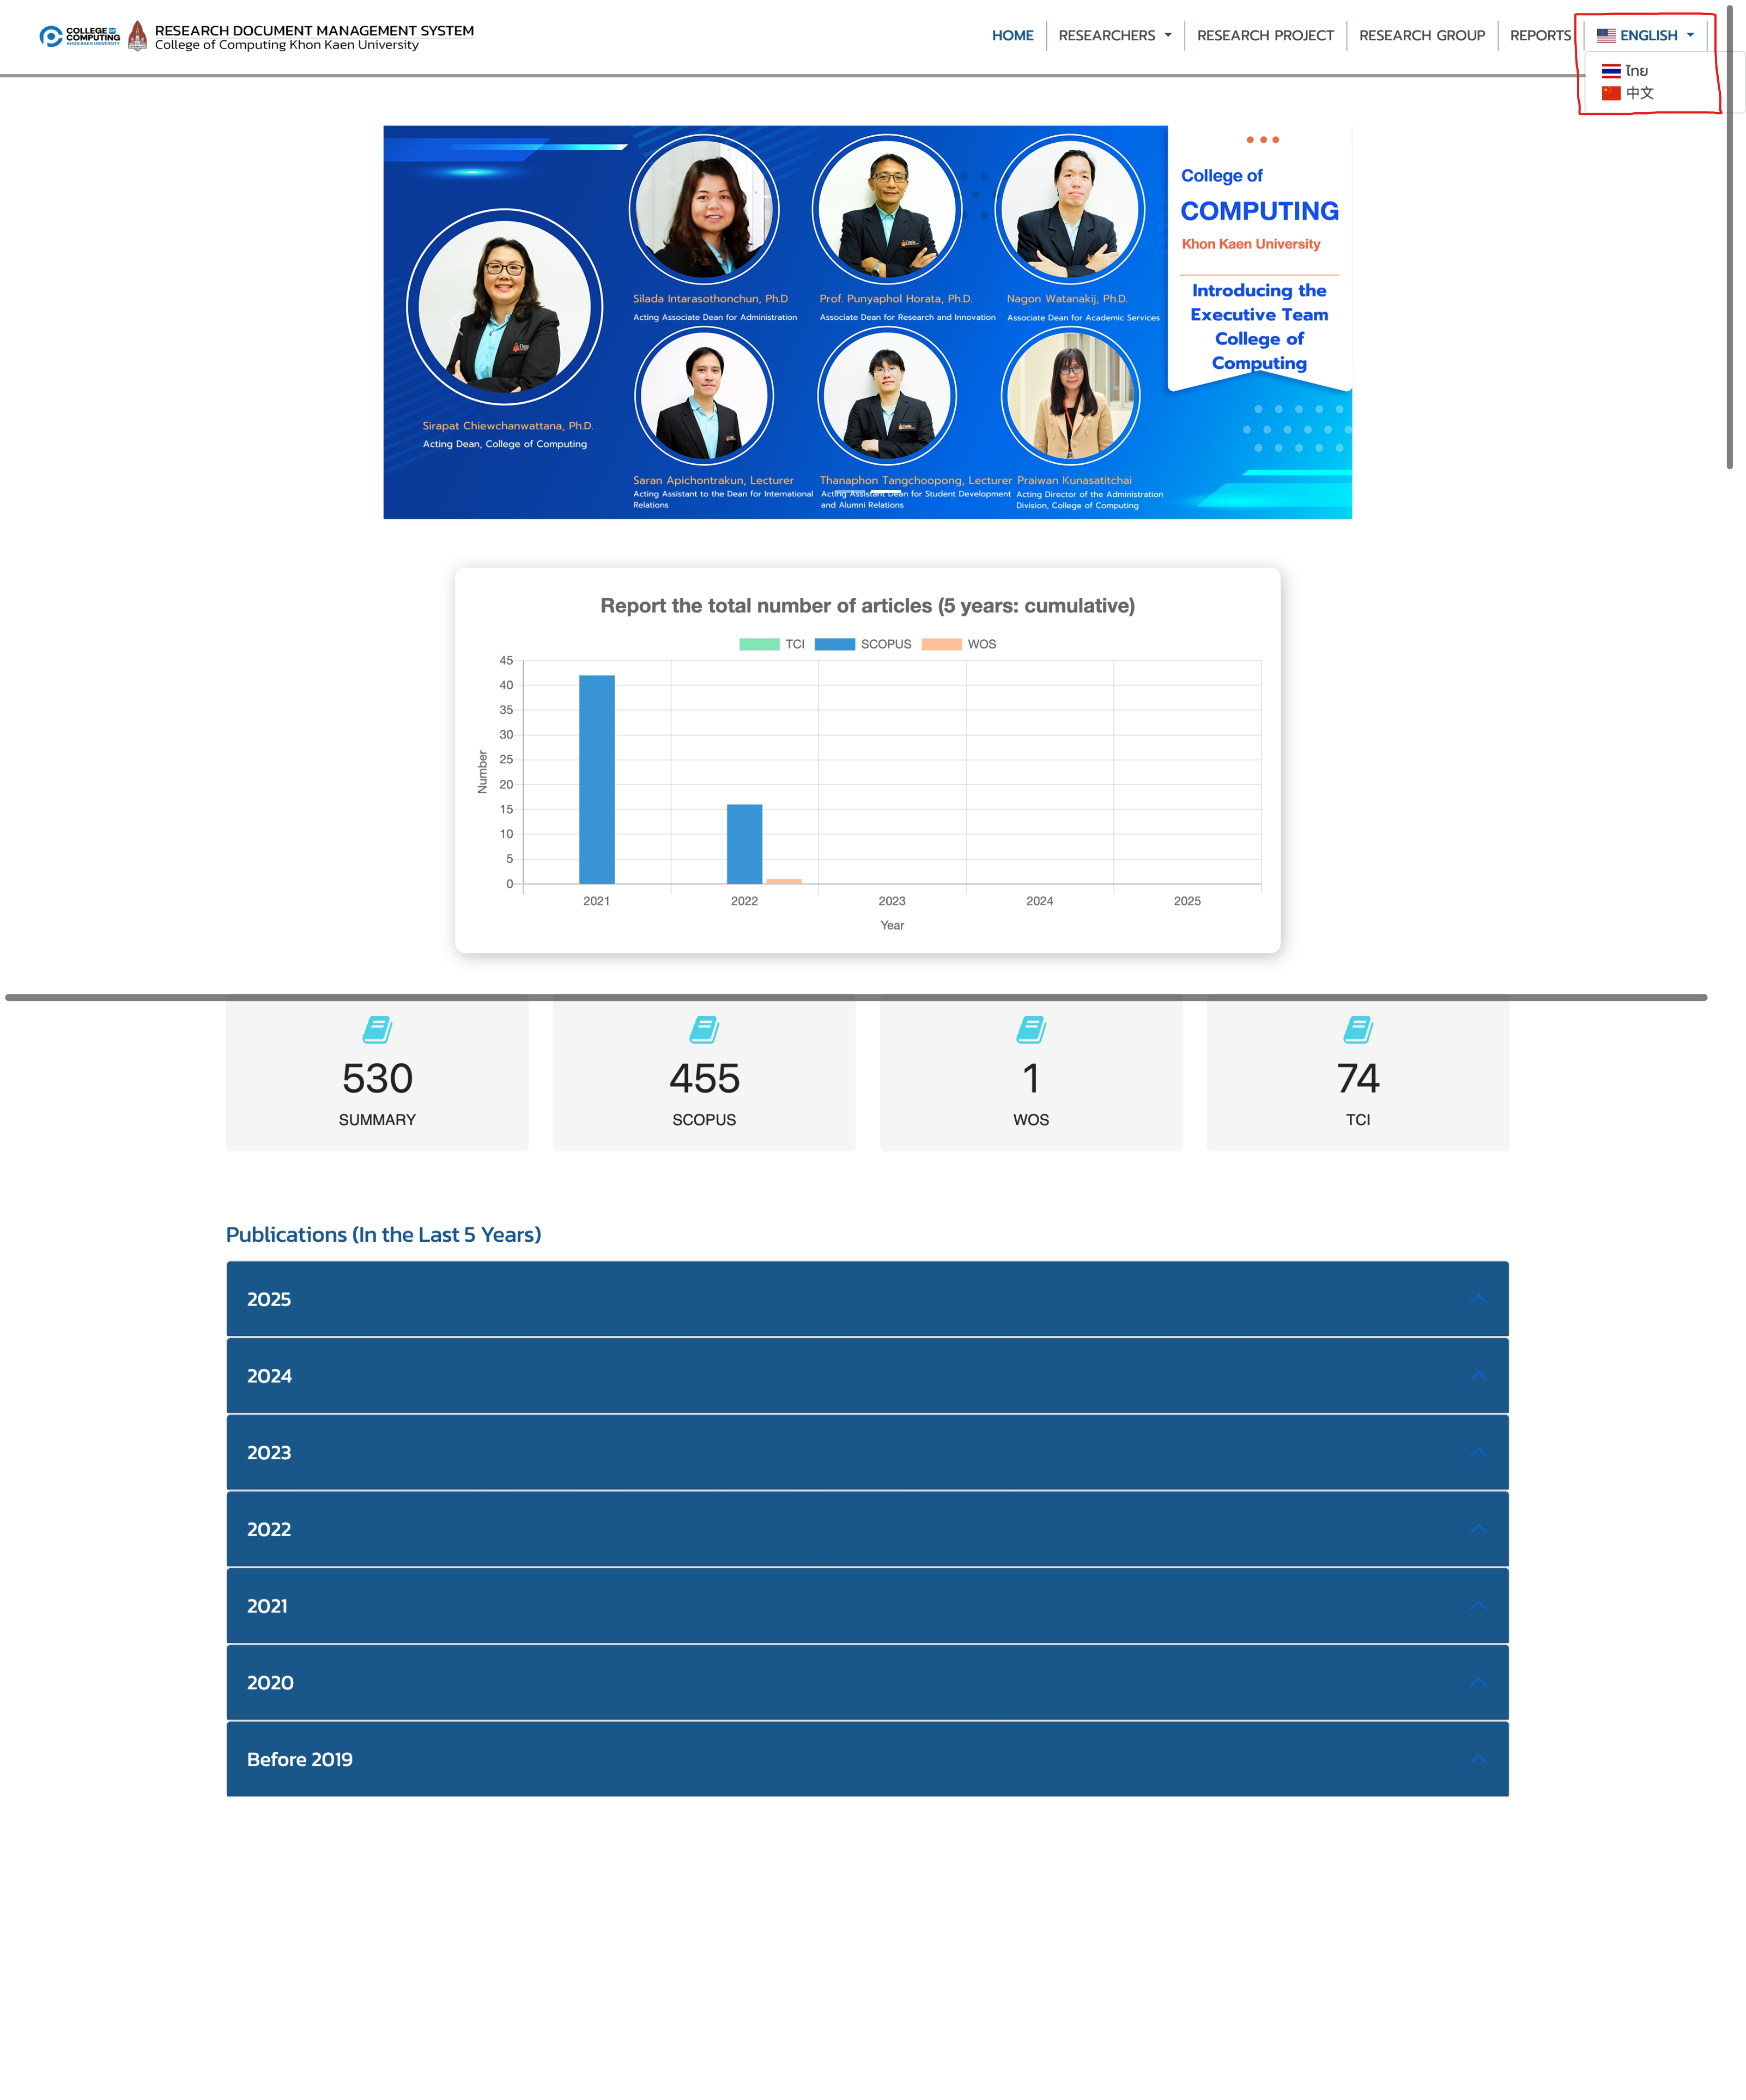 COLLEGE OF
COMPUTING
KHON KAEN UNIVERSITY
RESEARCH DOCUMENT MANAGEMENT SYSTEM
College of Computing Khon Kaen University
HOME
RESEARCHERS
RESEARCH PROJECT
RESEARCH GROUP
REPORTS
ENGLISH
ไทย
中文
College of
COMPUTING
Khon Kaen University
Introducing the
Executive Team
College of
Computing
Silada Intarasothonchun, Ph.D
Acting Associate Dean for Administration
Prof. Punyaphol Horata, Ph.D.
Associate Dean for Research and Innovation
Nagon Watanakij, Ph.D.
Associate Dean for Academic Services
Sirapat Chiewchanwattana, Ph.D.
Acting Dean, College of Computing
Saran Apichontrakun, Lecturer
Acting Assistant to the Dean for International
Relations
Thanaphon Tangchoopong, Lecturer
Acting Assistant Dean for Student Development
and Alumni Relations
Praiwan Kunasatitchai
Acting Director of the Administration
Division, College of Computing
Report the total number of articles (5 years: cumulative)
TCI SCOPUS WOS
45
40
35
30
25
20
15
10
5
0
Number
2021 2022 2023 2024 2025
Year
530
SUMMARY
455
SCOPUS
1
WOS
74
TCI
Publications (In the Last 5 Years)
2025
2024
2023
2022
2021
2020
Before 2019